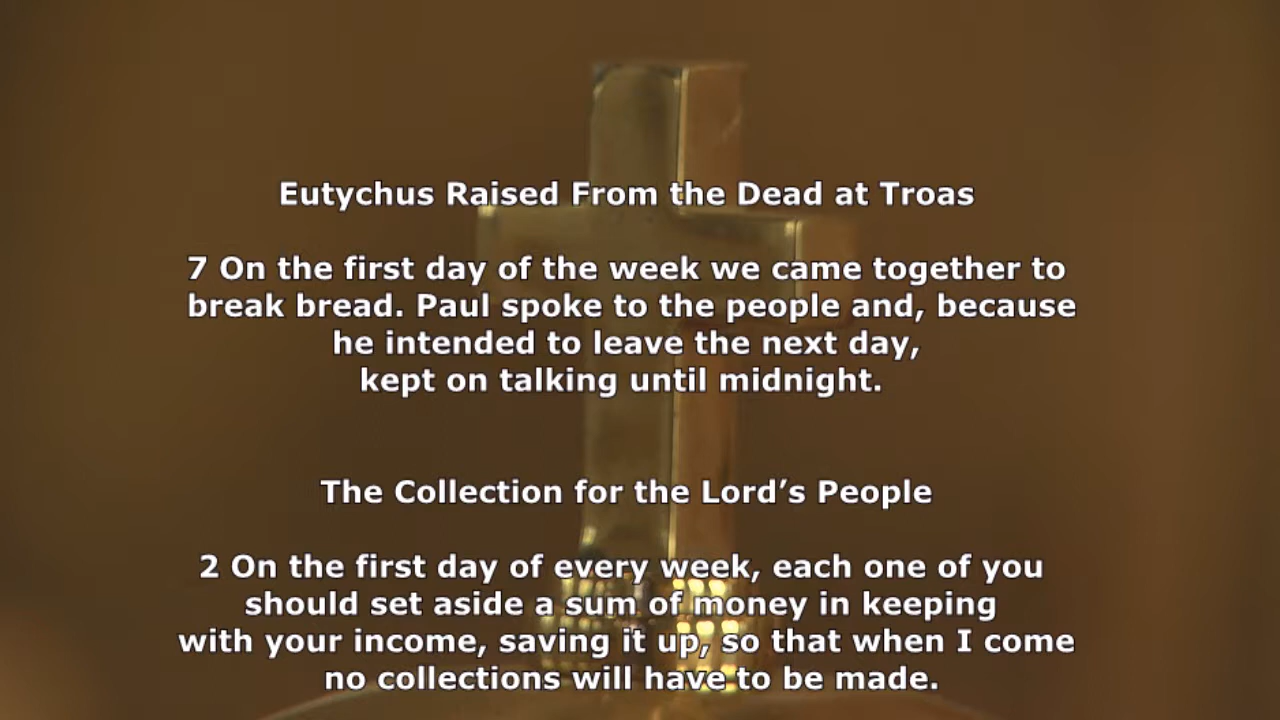 Eutychus Raised From the Dead at Troas
7 On the first day of the week we came together to
break bread. Paul spoke to the people and, because
he intended to leave the next day,
kept on talking until midnight.
The Collection for the Lord’s People
2 On the first day of every week, each one of you
should set aside a sum of money in keeping
with your income, saving it up, so that when I come
no collections will have to be made.